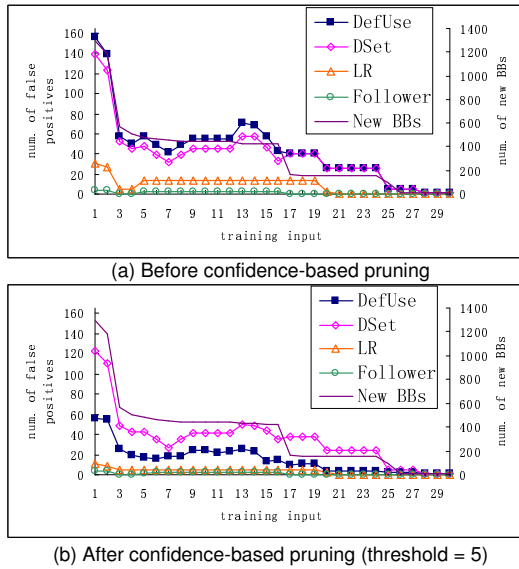 DefUse
DSet
LR
Follower
New BBs
160
140
120
100
80
60
40
20
0
num. of false
positives
1400
1200
1000
800
600
400
200
0
num. of new BBs
1 3 5 7 9 11 13 15 17 19 21 23 25 27 29
training input
(a) Before confidence-based pruning
DefUse
DSet
LR
Follower
New BBs
160
140
120
100
80
60
40
20
0
num. of false
positives
1400
1200
1000
800
600
400
200
0
num. of new BBs
1 3 5 7 9 11 13 15 17 19 21 23 25 27 29
training input
(b) After confidence-based pruning (threshold = 5)